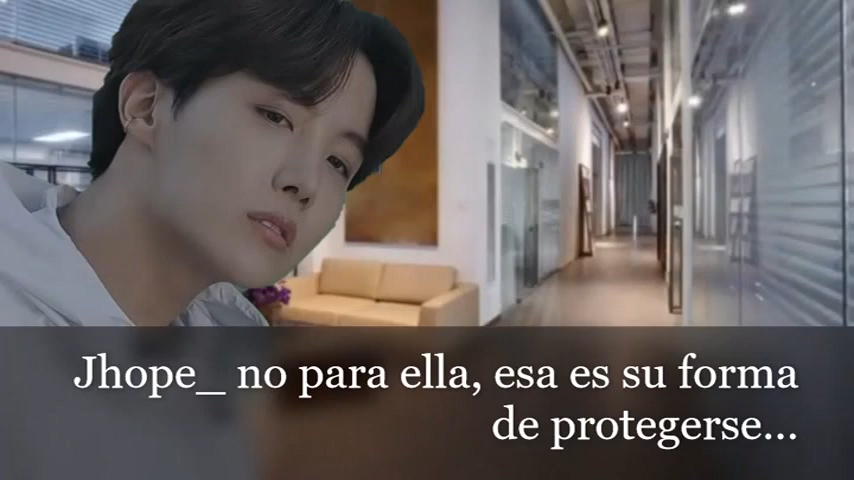 Jhope_ no para ella, esa es su forma
de protegerse...